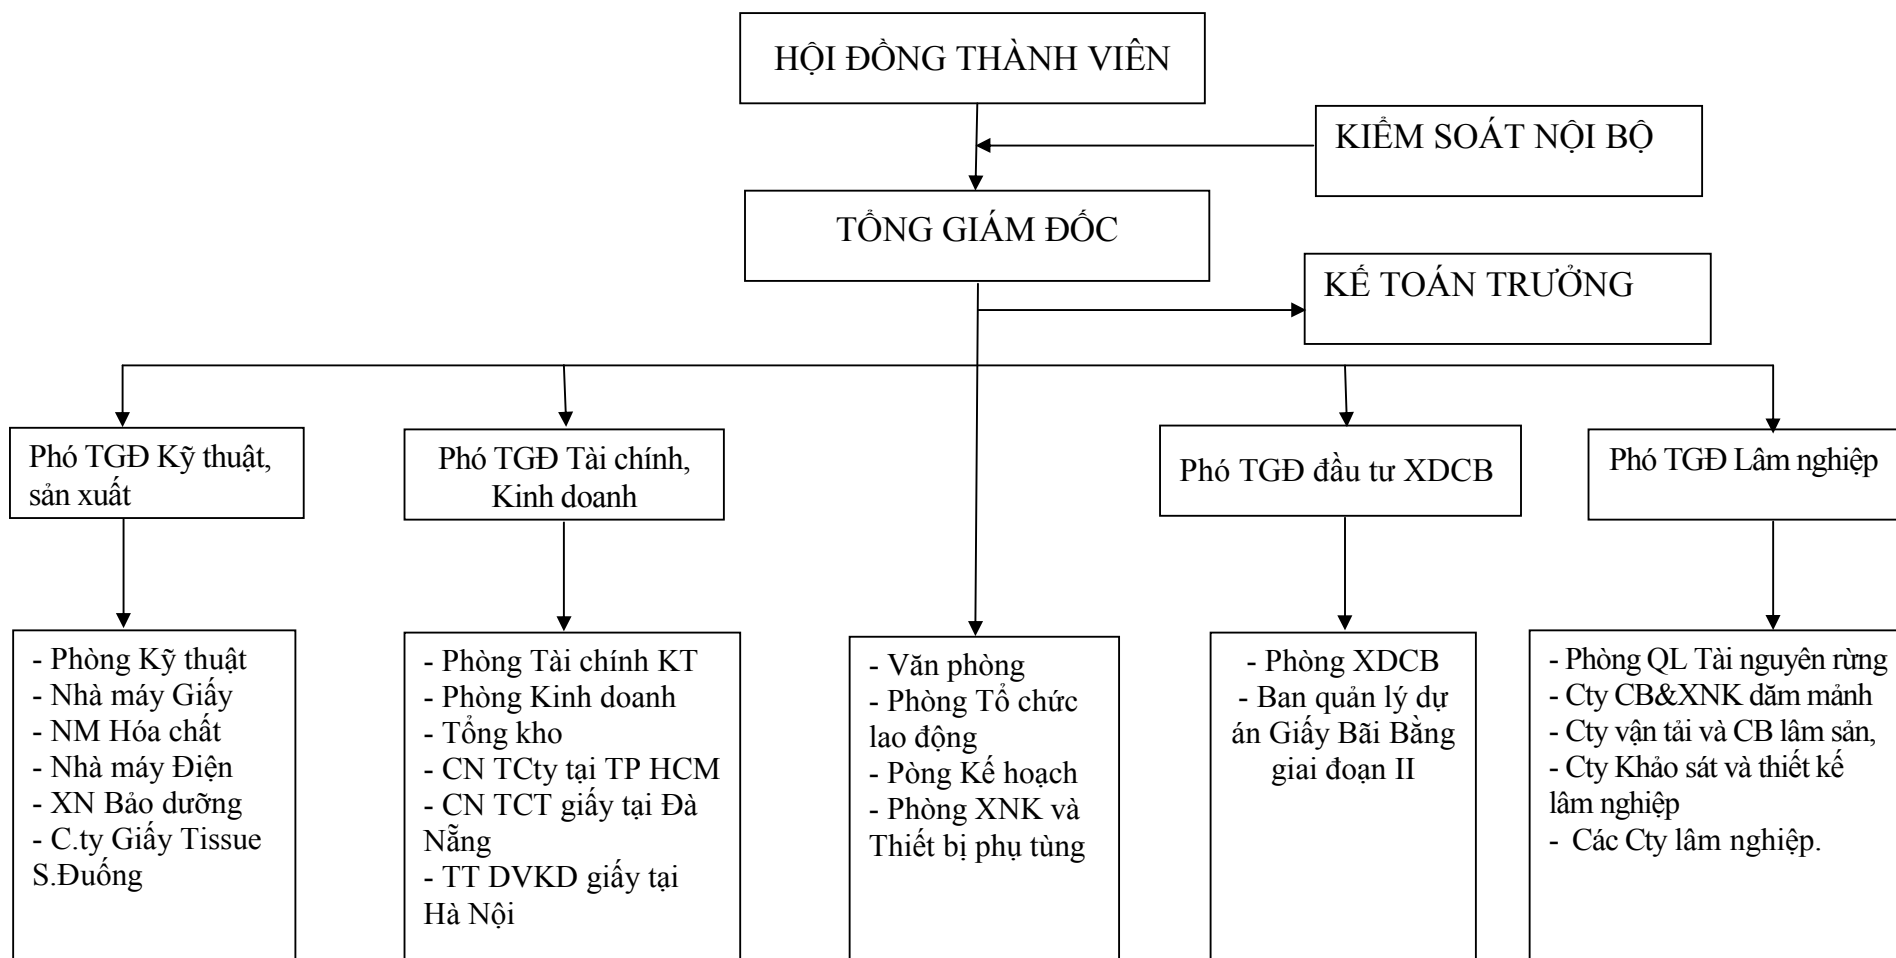 HỘI ĐỒNG THÀNH VIÊN
KIỂM SOÁT NỘI BỘ
TỔNG GIÁM ĐỐC
KẾ TOÁN TRƯỞNG
Phó TGĐ Kỹ thuật,
sản xuất
Phó TGĐ Tài chính,
Kinh doanh
Phó TGĐ đầu tư XDCB
Phó TGĐ Lâm nghiệp
- Phòng Kỹ thuật
- Nhà máy Giấy
- NM Hóa chất
- Nhà máy Điện
- XN Bảo dưỡng
- C.ty Giấy Tissue
S.Đuống
- Phòng Tài chính KT
- Phòng Kinh doanh
- Tổng kho
- CN TCty tại TP HCM
- CN TCT giấy tại Đà
Nẵng
- TT DVKD giấy tại
Hà Nội
- Văn phòng
- Phòng Tổ chức
lao động
- Pòng Kế hoạch
- Phòng XNK và
Thiết bị phụ tùng
- Phòng XDCB
- Ban quản lý dự
án Giấy Bãi Bằng
giai đoạn II
- Phòng QL Tài nguyên rừng
- Cty CB&XNK dăm mảnh
- Cty vận tải và CB lâm sản,
- Cty Khảo sát và thiết kế
lâm nghiệp
- Các Cty lâm nghiệp.